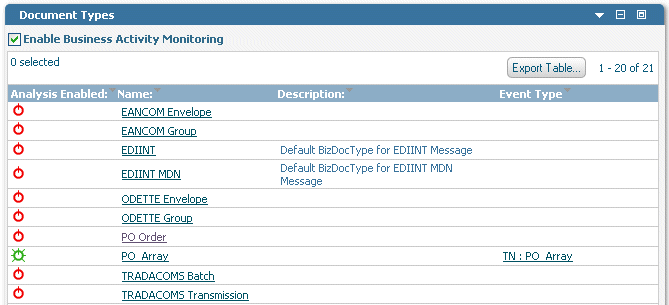 Document Types
Enable Business Activity Monitoring
0 selected
Export Table...
1 - 20 of 21
Analysis Enabled: Name: Description: Event Type
EANCOM Envelope
EANCOM Group
EDIINT Default BizDocType for EDIINT Message
EDIINT MDN Default BizDocType for EDIINT MDN
Message
ODETTE Envelope
ODETTE Group
PO Order
PO_Array TN : PO_Array
TRADACOMS Batch
TRADACOMS Transmission